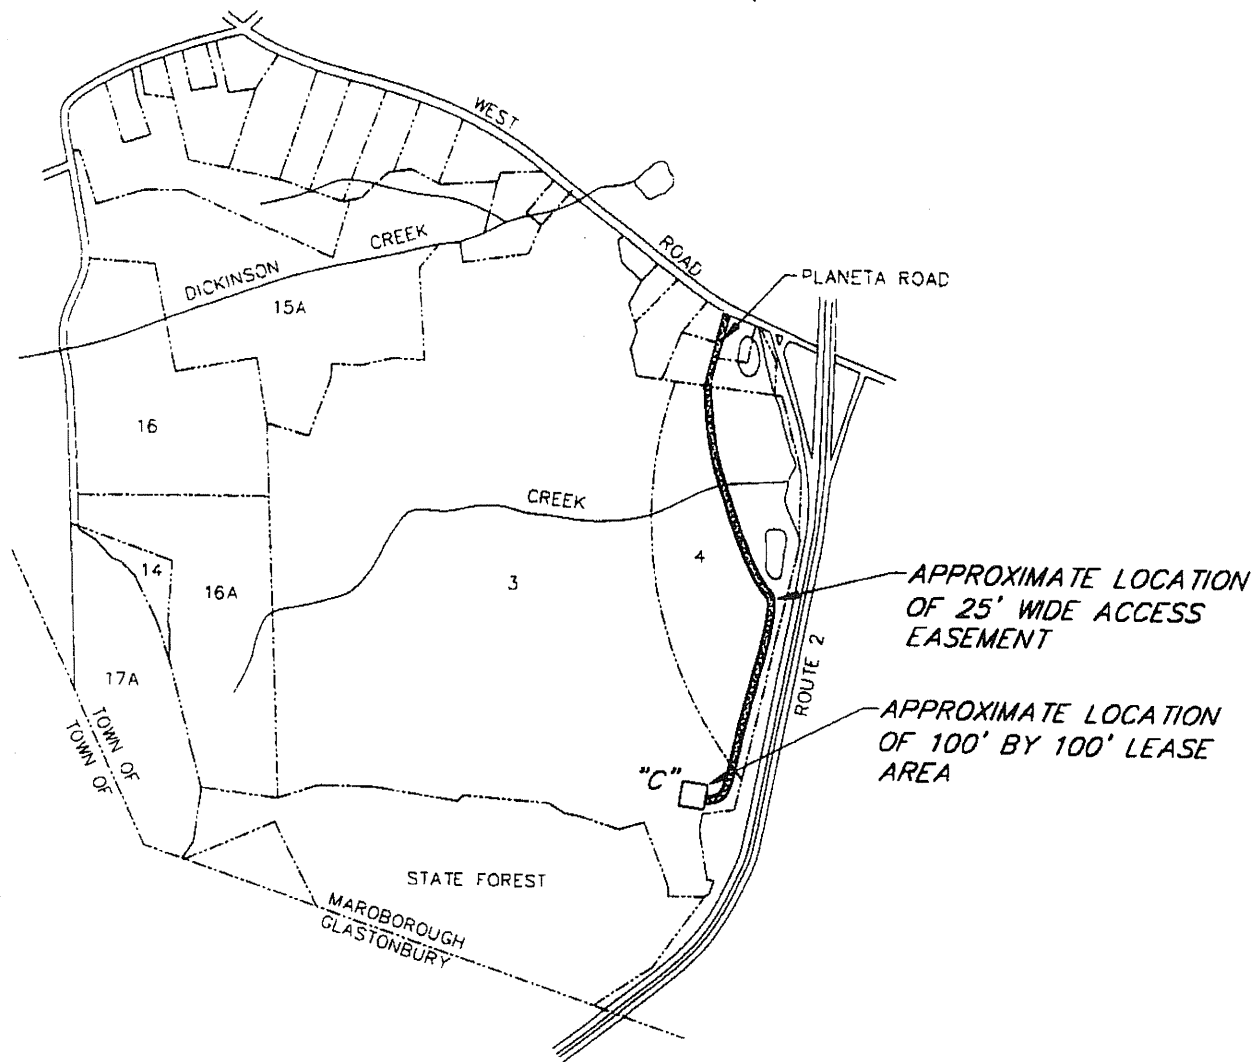 WEST
ROAD
PLANETA ROAD
DICKINSON
CREEK
15A
16
CREEK
3
4
14
16A
17A
APPROXIMATE LOCATION
OF 25' WIDE ACCESS
EASEMENT
ROUTE 2
APPROXIMATE LOCATION
OF 100' BY 100' LEASE
AREA
"C"
TOWN OF
TOWN OF
STATE FOREST
MAROBOROUGH
GLASTONBURY